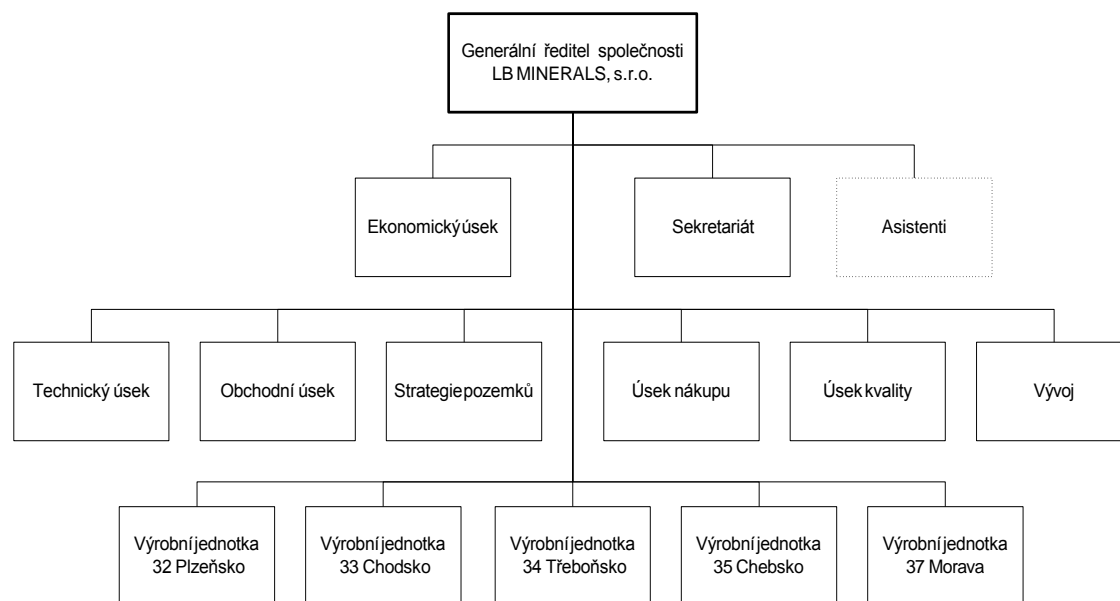 Generální ředitel společnosti
LB MINERALS, s.r.o.
Ekonomický úsek
Sekretariát
Asistenti
Technický úsek
Obchodní úsek
Strategie pozemků
Úsek nákupu
Úsek kvality
Vývoj
Výrobní jednotka
32 Plzeňsko
Výrobní jednotka
33 Chodsko
Výrobní jednotka
34 Třeboňsko
Výrobní jednotka
35 Chebsko
Výrobní jednotka
37 Morava